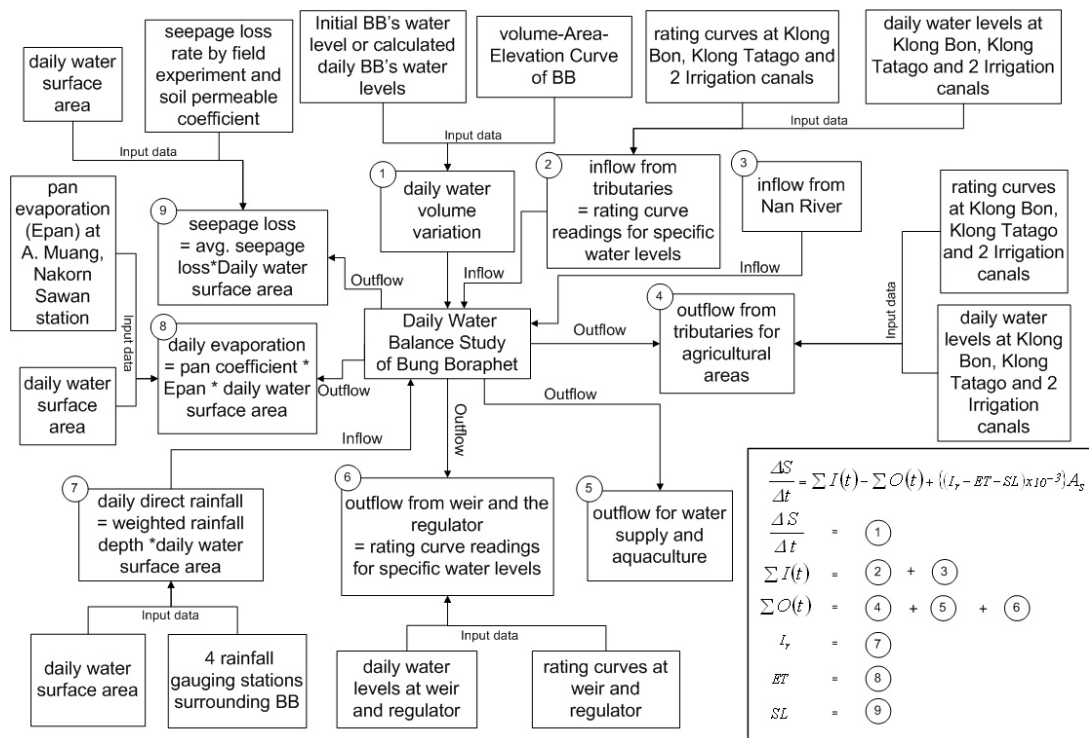 daily water
surface
area
seepage loss
rate by field
experiment and
soil permeable
coefficient
Initial BB's water
level or calculated
daily BB's water
levels
volume-Area-
Elevation Curve
of BB
rating curves at Klong
Bon, Klong Tatago and
2 Irrigation canals
daily water levels at
Klong Bon, Klong
Tatago and 2 Irrigation
canals
Input data
Input data
Input data
pan
evaporation
(Epan) at
A. Muang,
Nakorn
Sawan
station
9
seepage loss
= avg. seepage
loss*Daily water
surface area
1
daily water
volume
variation
2
inflow from
tributaries
= rating curve
readings for specific
water levels
3
inflow from
Nan River
rating curves
at Klong Bon,
Klong Tatago
and 2 Irrigation
canals
Outflow
Inflow
Inflow
Input data
8
daily evaporation
= pan coefficient *
Epan * daily water
surface area
Outflow
Daily Water
Balance Study
of Bung Boraphet
Outflow
4
outflow from
tributaries for
agricultural
areas
Input data
daily water
levels at Klong
Bon, Klong
Tatago and 2
Irrigation
canals
daily water
surface
area
Inflow
Outflow
Outflow
7
daily direct rainfall
= weighted rainfall
depth *daily water
surface area
6
outflow from weir and the
regulator
= rating curve readings
for specific water levels
5
outflow for water
supply and
aquaculture
Input data
Input data
daily water
surface area
4 rainfall
gauging stations
surrounding BB
daily water
levels at weir
and regulator
rating curves at
weir and
regulator
ΔS/Δt = ∑I(t) − ∑O(t) + {(I_r − ET − SL)x10⁻³}A_s
ΔS/Δt = 1
∑I(t) = 2 + 3
∑O(t) = 4 + 5 + 6
I_r = 7
ET = 8
SL = 9